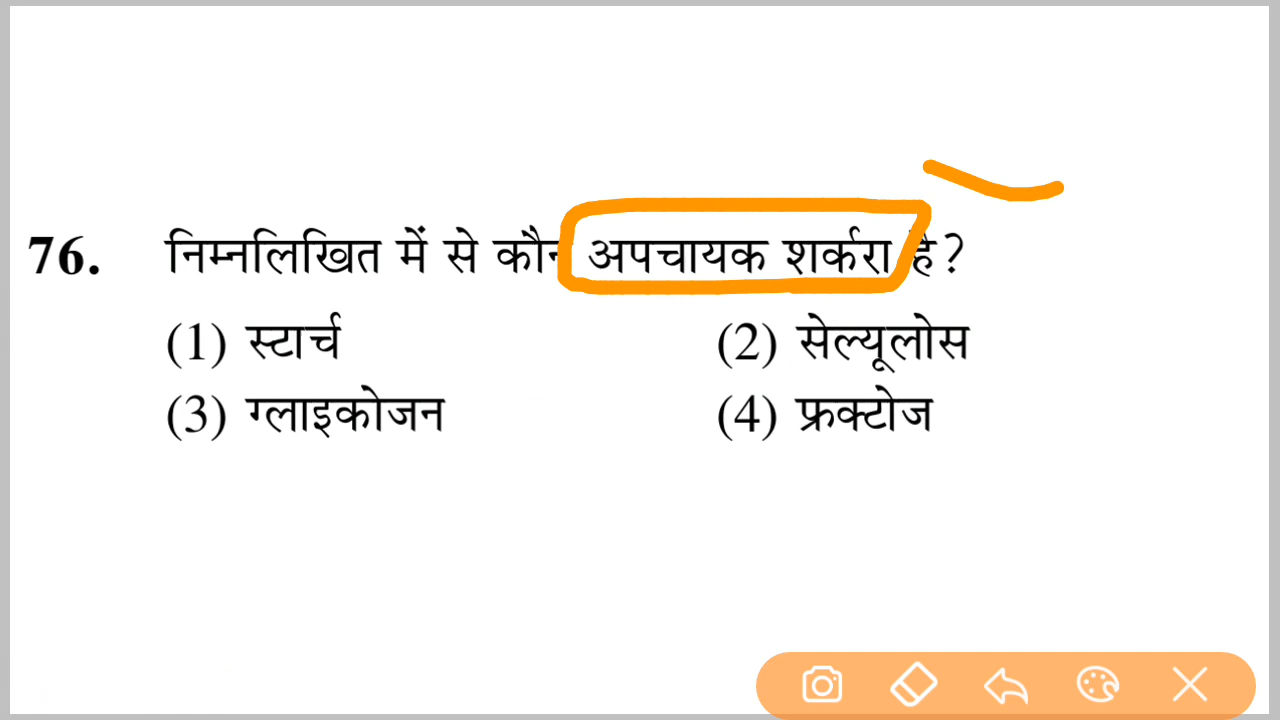 76. निम्नलिखित में से कौन अपचायक शर्करा है?
(1) स्टार्च (2) सेल्यूलोस
(3) ग्लाइकोजन (4) फ्रक्टोज